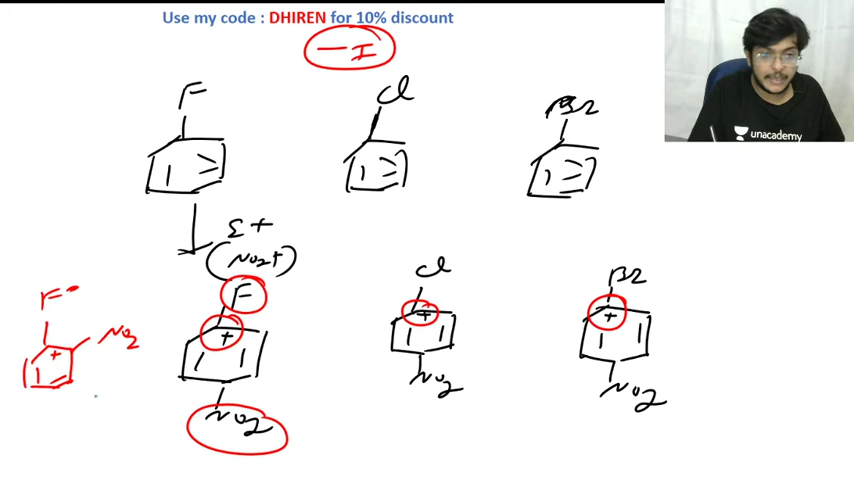 Use my code : DHIREN for 10% discount
− I
F
Cl
Br
unacademy
E +
(NO2+)
F
NO2
+
F
+
NO2
Cl
+
NO2
Br
+
NO2